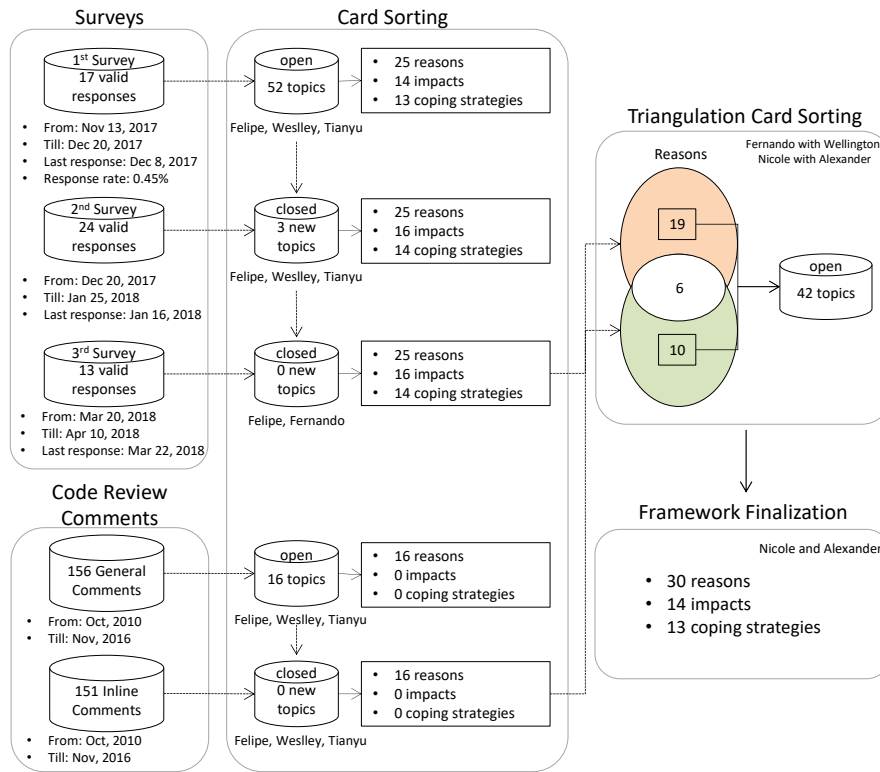 Surveys
1st Survey
17 valid
responses
• From: Nov 13, 2017
• Till: Dec 20, 2017
• Last response: Dec 8, 2017
• Response rate: 0.45%
2nd Survey
24 valid
responses
• From: Dec 20, 2017
• Till: Jan 25, 2018
• Last response: Jan 16, 2018
3rd Survey
13 valid
responses
• From: Mar 20, 2018
• Till: Apr 10, 2018
• Last response: Mar 22, 2018
Code Review
Comments
156 General
Comments
• From: Oct, 2010
• Till: Nov, 2016
151 Inline
Comments
• From: Oct, 2010
• Till: Nov, 2016
Card Sorting
open
52 topics
Felipe, Weslley, Tianyu
• 25 reasons
• 14 impacts
• 13 coping strategies
closed
3 new
topics
Felipe, Weslley, Tianyu
• 25 reasons
• 16 impacts
• 14 coping strategies
closed
0 new
topics
Felipe, Fernando
• 25 reasons
• 16 impacts
• 14 coping strategies
open
16 topics
Felipe, Weslley, Tianyu
• 16 reasons
• 0 impacts
• 0 coping strategies
closed
0 new
topics
Felipe, Weslley, Tianyu
• 16 reasons
• 0 impacts
• 0 coping strategies
Triangulation Card Sorting
Fernando with Wellington
Nicole with Alexander
Reasons
19
6
10
open
42 topics
Framework Finalization
Nicole and Alexander
• 30 reasons
• 14 impacts
• 13 coping strategies